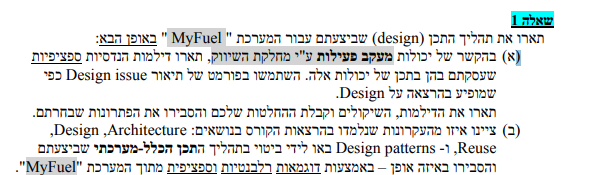 שאלה 1
תארו את תהליך התכן (design) שביצעתם עבור המערכת "MyFuel" באופן הבא:
(א) בהקשר של יכולות מעקב פעילות ע"י מחלקת השיווק, תארו דילמות הנדסיות ספציפיות
שעסקתם בהן בתכן של יכולות אלה. השתמשו בפורמט של תיאור Design issue כפי
שמופיע בהרצאה על Design.
תארו את הדילמות, השיקולים וקבלת ההחלטות שלכם והסבירו את הפתרונות שבחרתם.
(ב) ציינו איזו מהעקרונות שנלמדו בהרצאות הקורס בנושאים: Design ,Architecture,
Reuse, ו- Design patterns באו לידי ביטוי בתהליך התכן הכלל-מערכתי שביצעתם
והסבירו באיזה אופן – באמצעות דוגמאות רלבנטיות וספציפיות מתוך המערכת "MyFuel".